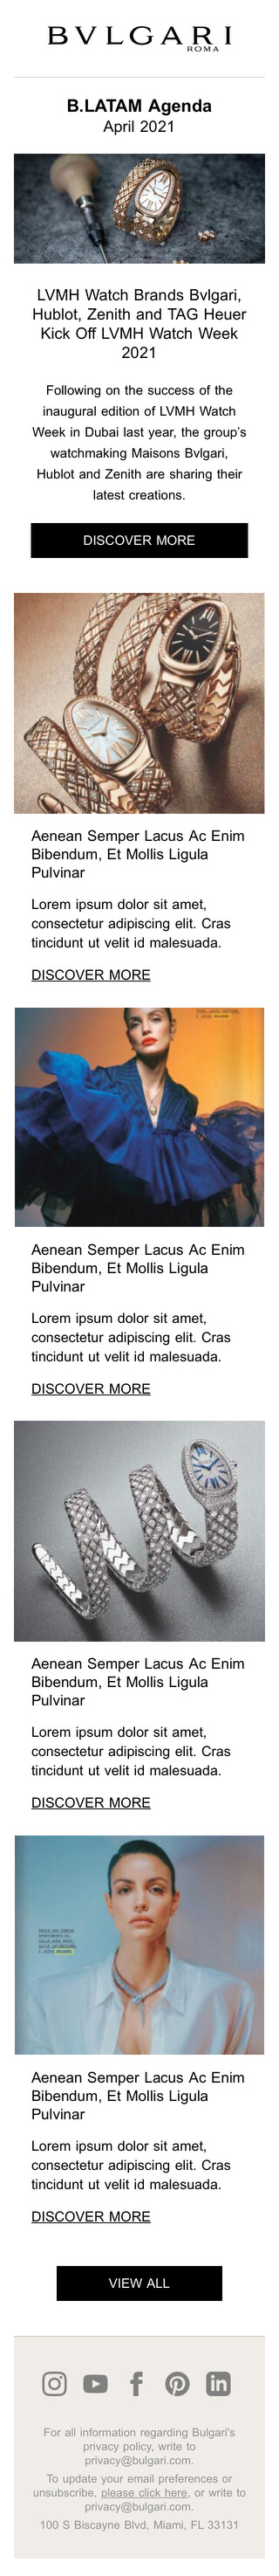 BVLGARI
ROMA
B.LATAM Agenda
April 2021
LVMH Watch Brands Bvlgari,
Hublot, Zenith and TAG Heuer
Kick Off LVMH Watch Week
2021
Following on the success of the
inaugural edition of LVMH Watch
Week in Dubai last year, the group's
watchmaking Maisons Bvlgari,
Hublot and Zenith are sharing their
latest creations.
DISCOVER MORE
Aenean Semper Lacus Ac Enim
Bibendum, Et Mollis Ligula
Pulvinar
Lorem ipsum dolor sit amet,
consectetur adipiscing elit. Cras
tincidunt ut velit id malesuada.
DISCOVER MORE
Aenean Semper Lacus Ac Enim
Bibendum, Et Mollis Ligula
Pulvinar
Lorem ipsum dolor sit amet,
consectetur adipiscing elit. Cras
tincidunt ut velit id malesuada.
DISCOVER MORE
Aenean Semper Lacus Ac Enim
Bibendum, Et Mollis Ligula
Pulvinar
Lorem ipsum dolor sit amet,
consectetur adipiscing elit. Cras
tincidunt ut velit id malesuada.
DISCOVER MORE
Aenean Semper Lacus Ac Enim
Bibendum, Et Mollis Ligula
Pulvinar
Lorem ipsum dolor sit amet,
consectetur adipiscing elit. Cras
tincidunt ut velit id malesuada.
DISCOVER MORE
VIEW ALL
For all information regarding Bulgari's
privacy policy, write to
privacy@bulgari.com.
To update your email preferences or
unsubscribe, please click here, or write to
privacy@bulgari.com.
100 S Biscayne Blvd, Miami, FL 33131